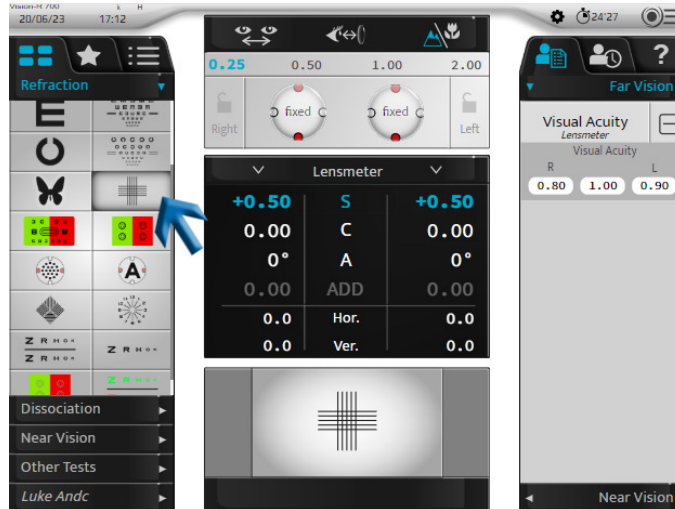 Vision-R 700
L H
20/06/23 17:12
24'27
0.25 0.50 1.00 2.00
Refraction
Far Vision
fixed fixed
Right Left
Visual Acuity
Lensmeter
Visual Acuity
R L
0.80 1.00 0.90
Lensmeter
+0.50 S +0.50
0.00 C 0.00
0° A 0°
0.00 ADD 0.00
0.0 Hor. 0.0
0.0 Ver. 0.0
E
A
Z R H
Z R H
Z R H
Dissociation
Near Vision
Other Tests
Luke Andc
Near Vision
?